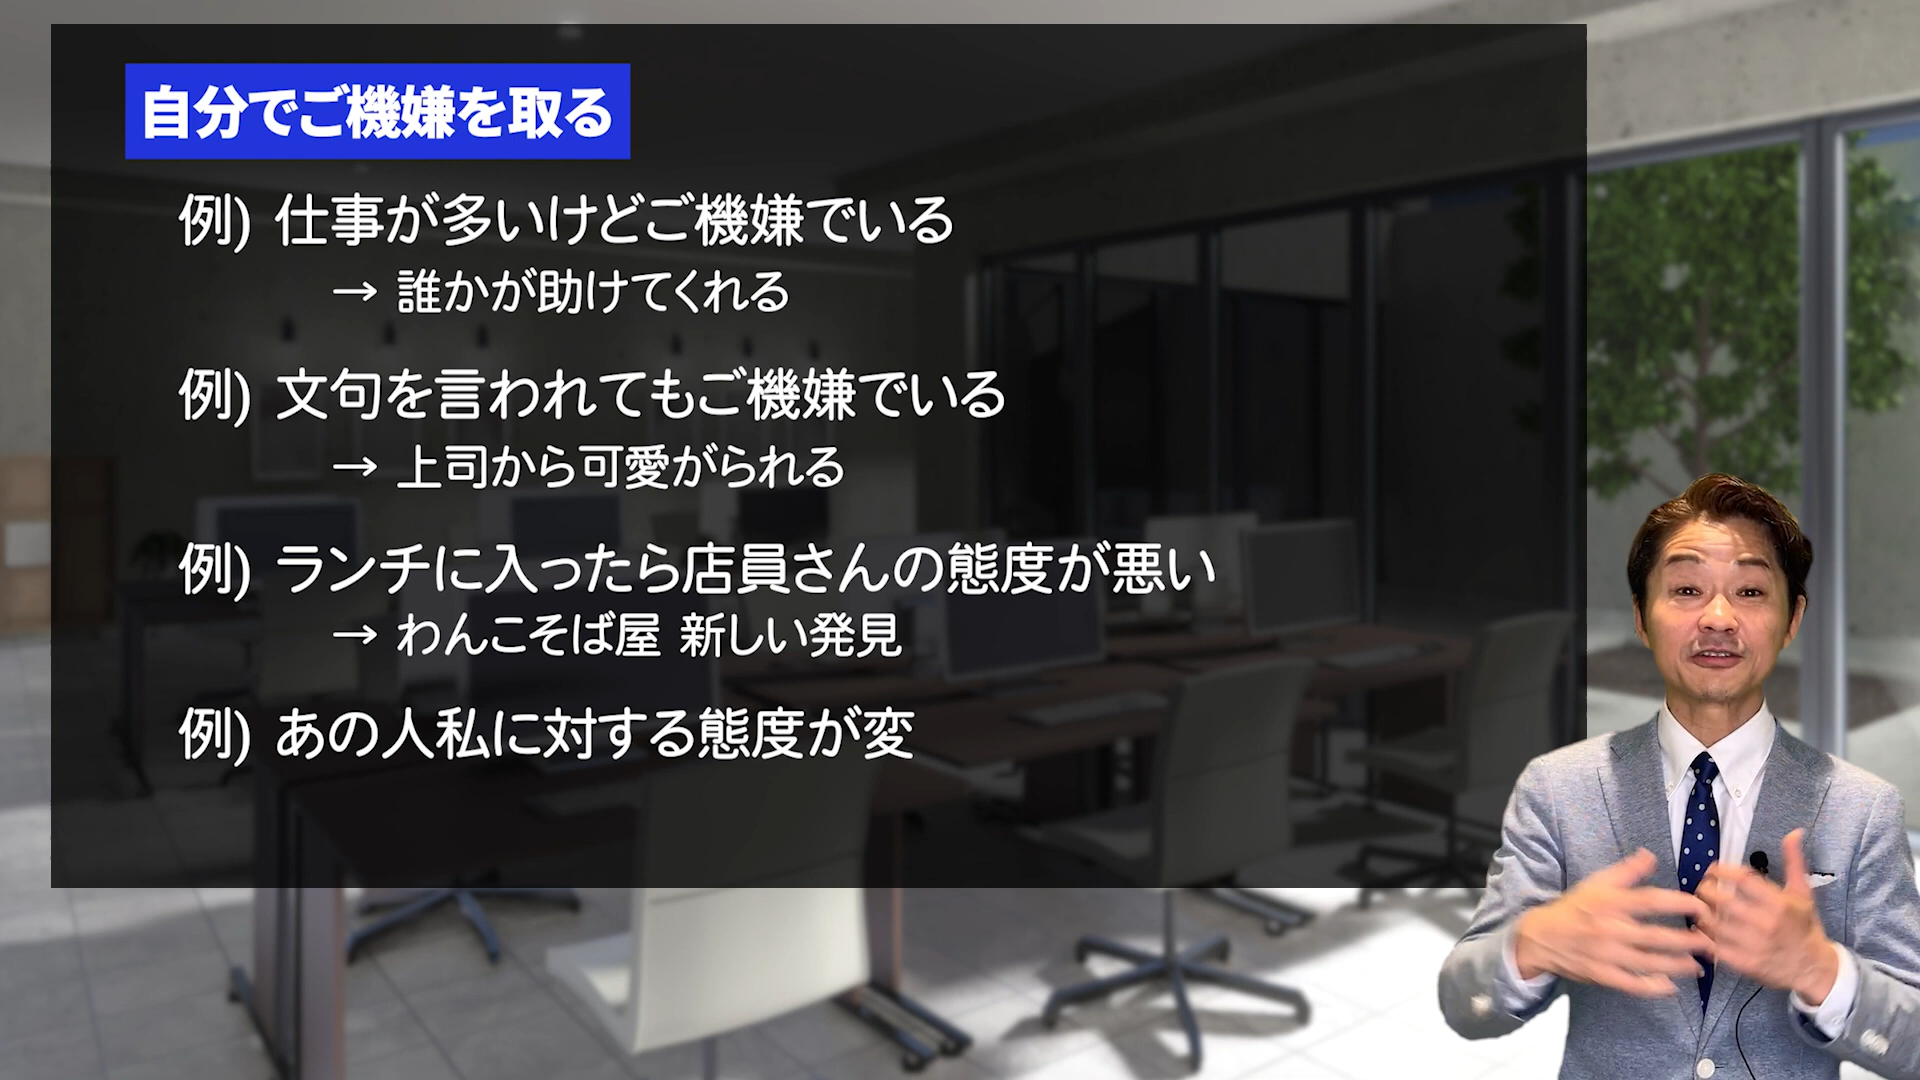 自分でご機嫌を取る
例) 仕事が多いけどご機嫌でいる
→ 誰かが助けてくれる
例) 文句を言われてもご機嫌でいる
→ 上司から可愛がられる
例) ランチに入ったら店員さんの態度が悪い
→ わんこそば屋 新しい発見
例) あの人私に対する態度が変